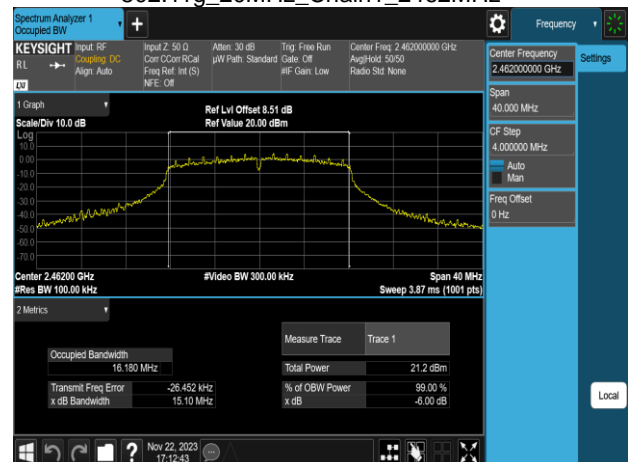 Spectrum Analyzer 1
Occupied BW
Frequency
KEYSIGHT
RL
LXI
Input: RF
Coupling: DC
Align: Auto
Input Z: 50 Ω
Corr CCorr RCal
Freq Ref: Int (S)
NFE: Off
Atten: 30 dB
µW Path: Standard
Trig: Free Run
Gate: Off
#IF Gain: Low
Center Freq: 2.462000000 GHz
Avg|Hold: 50/50
Radio Std: None
Center Frequency
2.462000000 GHz
Settings
Span
40.000 MHz
CF Step
4.000000 MHz
Auto
Man
Freq Offset
0 Hz
1 Graph
Scale/Div 10.0 dB
Ref Lvl Offset 8.51 dB
Ref Value 20.00 dBm
Log
10.0
0.00
-10.0
-20.0
-30.0
-40.0
-50.0
-60.0
-70.0
Center 2.46200 GHz
#Video BW 300.00 kHz
Span 40 MHz
#Res BW 100.00 kHz
Sweep 3.87 ms (1001 pts)
2 Metrics
Measure Trace
Trace 1
Occupied Bandwidth
16.180 MHz
Total Power
21.2 dBm
Transmit Freq Error
-26.452 kHz
% of OBW Power
99.00 %
x dB Bandwidth
15.10 MHz
x dB
-6.00 dB
Local
?
Nov 22, 2023
17:12:43